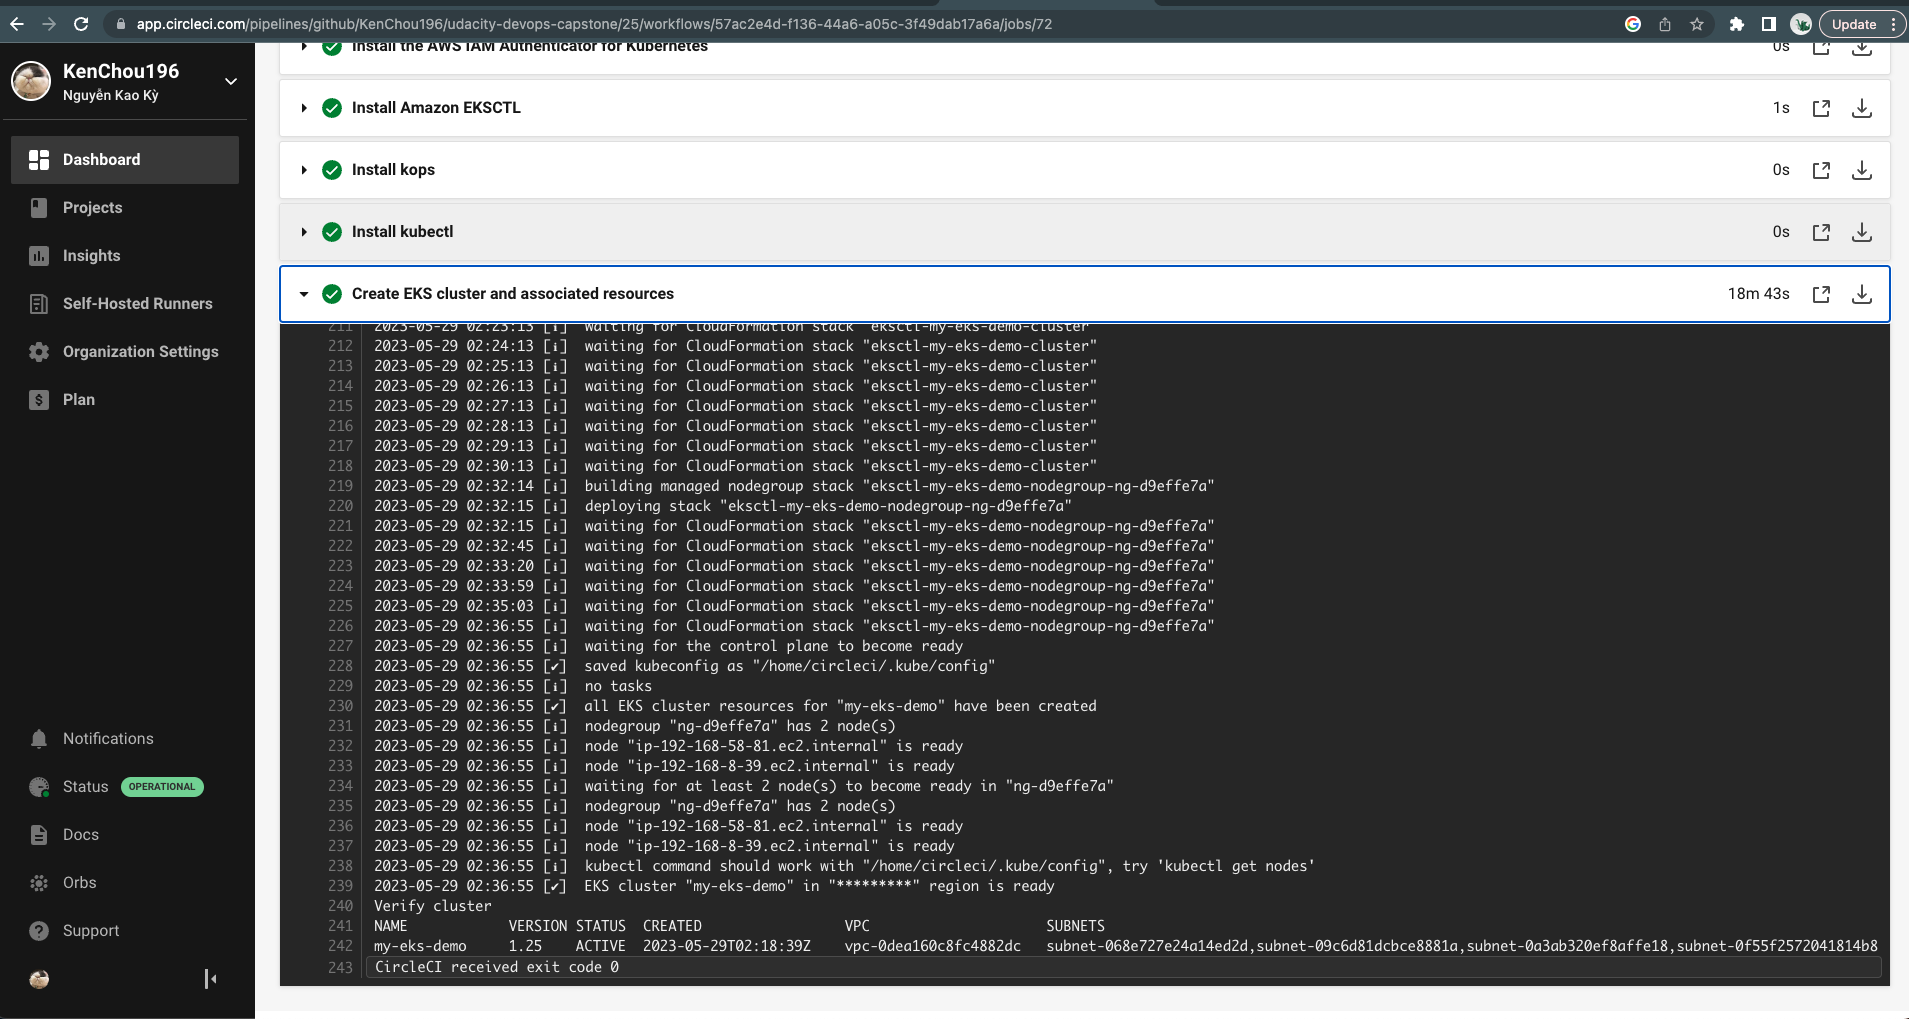 app.circleci.com/pipelines/github/KenChou196/udacity-devops-capstone/25/workflows/57ac2e4d-f136-44a6-a05c-3f49dab17a6a/jobs/72
Update
KenChou196
Nguyễn Kao Kỳ
Dashboard
Projects
Insights
Self-Hosted Runners
Organization Settings
Plan
Notifications
Status OPERATIONAL
Docs
Orbs
Support
Install the AWS IAM Authenticator for Kubernetes 0s
Install Amazon EKSCTL 1s
Install kops 0s
Install kubectl 0s
Create EKS cluster and associated resources 18m 43s
211 2023-05-29 02:23:13 [ℹ] waiting for CloudFormation stack "eksctl-my-eks-demo-cluster"
212 2023-05-29 02:24:13 [ℹ] waiting for CloudFormation stack "eksctl-my-eks-demo-cluster"
213 2023-05-29 02:25:13 [ℹ] waiting for CloudFormation stack "eksctl-my-eks-demo-cluster"
214 2023-05-29 02:26:13 [ℹ] waiting for CloudFormation stack "eksctl-my-eks-demo-cluster"
215 2023-05-29 02:27:13 [ℹ] waiting for CloudFormation stack "eksctl-my-eks-demo-cluster"
216 2023-05-29 02:28:13 [ℹ] waiting for CloudFormation stack "eksctl-my-eks-demo-cluster"
217 2023-05-29 02:29:13 [ℹ] waiting for CloudFormation stack "eksctl-my-eks-demo-cluster"
218 2023-05-29 02:30:13 [ℹ] waiting for CloudFormation stack "eksctl-my-eks-demo-cluster"
219 2023-05-29 02:32:14 [ℹ] building managed nodegroup stack "eksctl-my-eks-demo-nodegroup-ng-d9effe7a"
220 2023-05-29 02:32:15 [ℹ] deploying stack "eksctl-my-eks-demo-nodegroup-ng-d9effe7a"
221 2023-05-29 02:32:15 [ℹ] waiting for CloudFormation stack "eksctl-my-eks-demo-nodegroup-ng-d9effe7a"
222 2023-05-29 02:32:45 [ℹ] waiting for CloudFormation stack "eksctl-my-eks-demo-nodegroup-ng-d9effe7a"
223 2023-05-29 02:33:20 [ℹ] waiting for CloudFormation stack "eksctl-my-eks-demo-nodegroup-ng-d9effe7a"
224 2023-05-29 02:33:59 [ℹ] waiting for CloudFormation stack "eksctl-my-eks-demo-nodegroup-ng-d9effe7a"
225 2023-05-29 02:35:03 [ℹ] waiting for CloudFormation stack "eksctl-my-eks-demo-nodegroup-ng-d9effe7a"
226 2023-05-29 02:36:55 [ℹ] waiting for CloudFormation stack "eksctl-my-eks-demo-nodegroup-ng-d9effe7a"
227 2023-05-29 02:36:55 [ℹ] waiting for the control plane to become ready
228 2023-05-29 02:36:55 [✔] saved kubeconfig as "/home/circleci/.kube/config"
229 2023-05-29 02:36:55 [ℹ] no tasks
230 2023-05-29 02:36:55 [✔] all EKS cluster resources for "my-eks-demo" have been created
231 2023-05-29 02:36:55 [ℹ] nodegroup "ng-d9effe7a" has 2 node(s)
232 2023-05-29 02:36:55 [ℹ] node "ip-192-168-58-81.ec2.internal" is ready
233 2023-05-29 02:36:55 [ℹ] node "ip-192-168-8-39.ec2.internal" is ready
234 2023-05-29 02:36:55 [ℹ] waiting for at least 2 node(s) to become ready in "ng-d9effe7a"
235 2023-05-29 02:36:55 [ℹ] nodegroup "ng-d9effe7a" has 2 node(s)
236 2023-05-29 02:36:55 [ℹ] node "ip-192-168-58-81.ec2.internal" is ready
237 2023-05-29 02:36:55 [ℹ] node "ip-192-168-8-39.ec2.internal" is ready
238 2023-05-29 02:36:55 [ℹ] kubectl command should work with "/home/circleci/.kube/config", try 'kubectl get nodes'
239 2023-05-29 02:36:55 [✔] EKS cluster "my-eks-demo" in "*********" region is ready
240 Verify cluster
241 NAME VERSION STATUS CREATED VPC SUBNETS
242 my-eks-demo 1.25 ACTIVE 2023-05-29T02:18:39Z vpc-0dea160c8fc4882dc subnet-068e727e24a14ed2d,subnet-09c6d81dcbce8881a,subnet-0a3ab320ef8affe18,subnet-0f55f2572041814b8
243 CircleCI received exit code 0